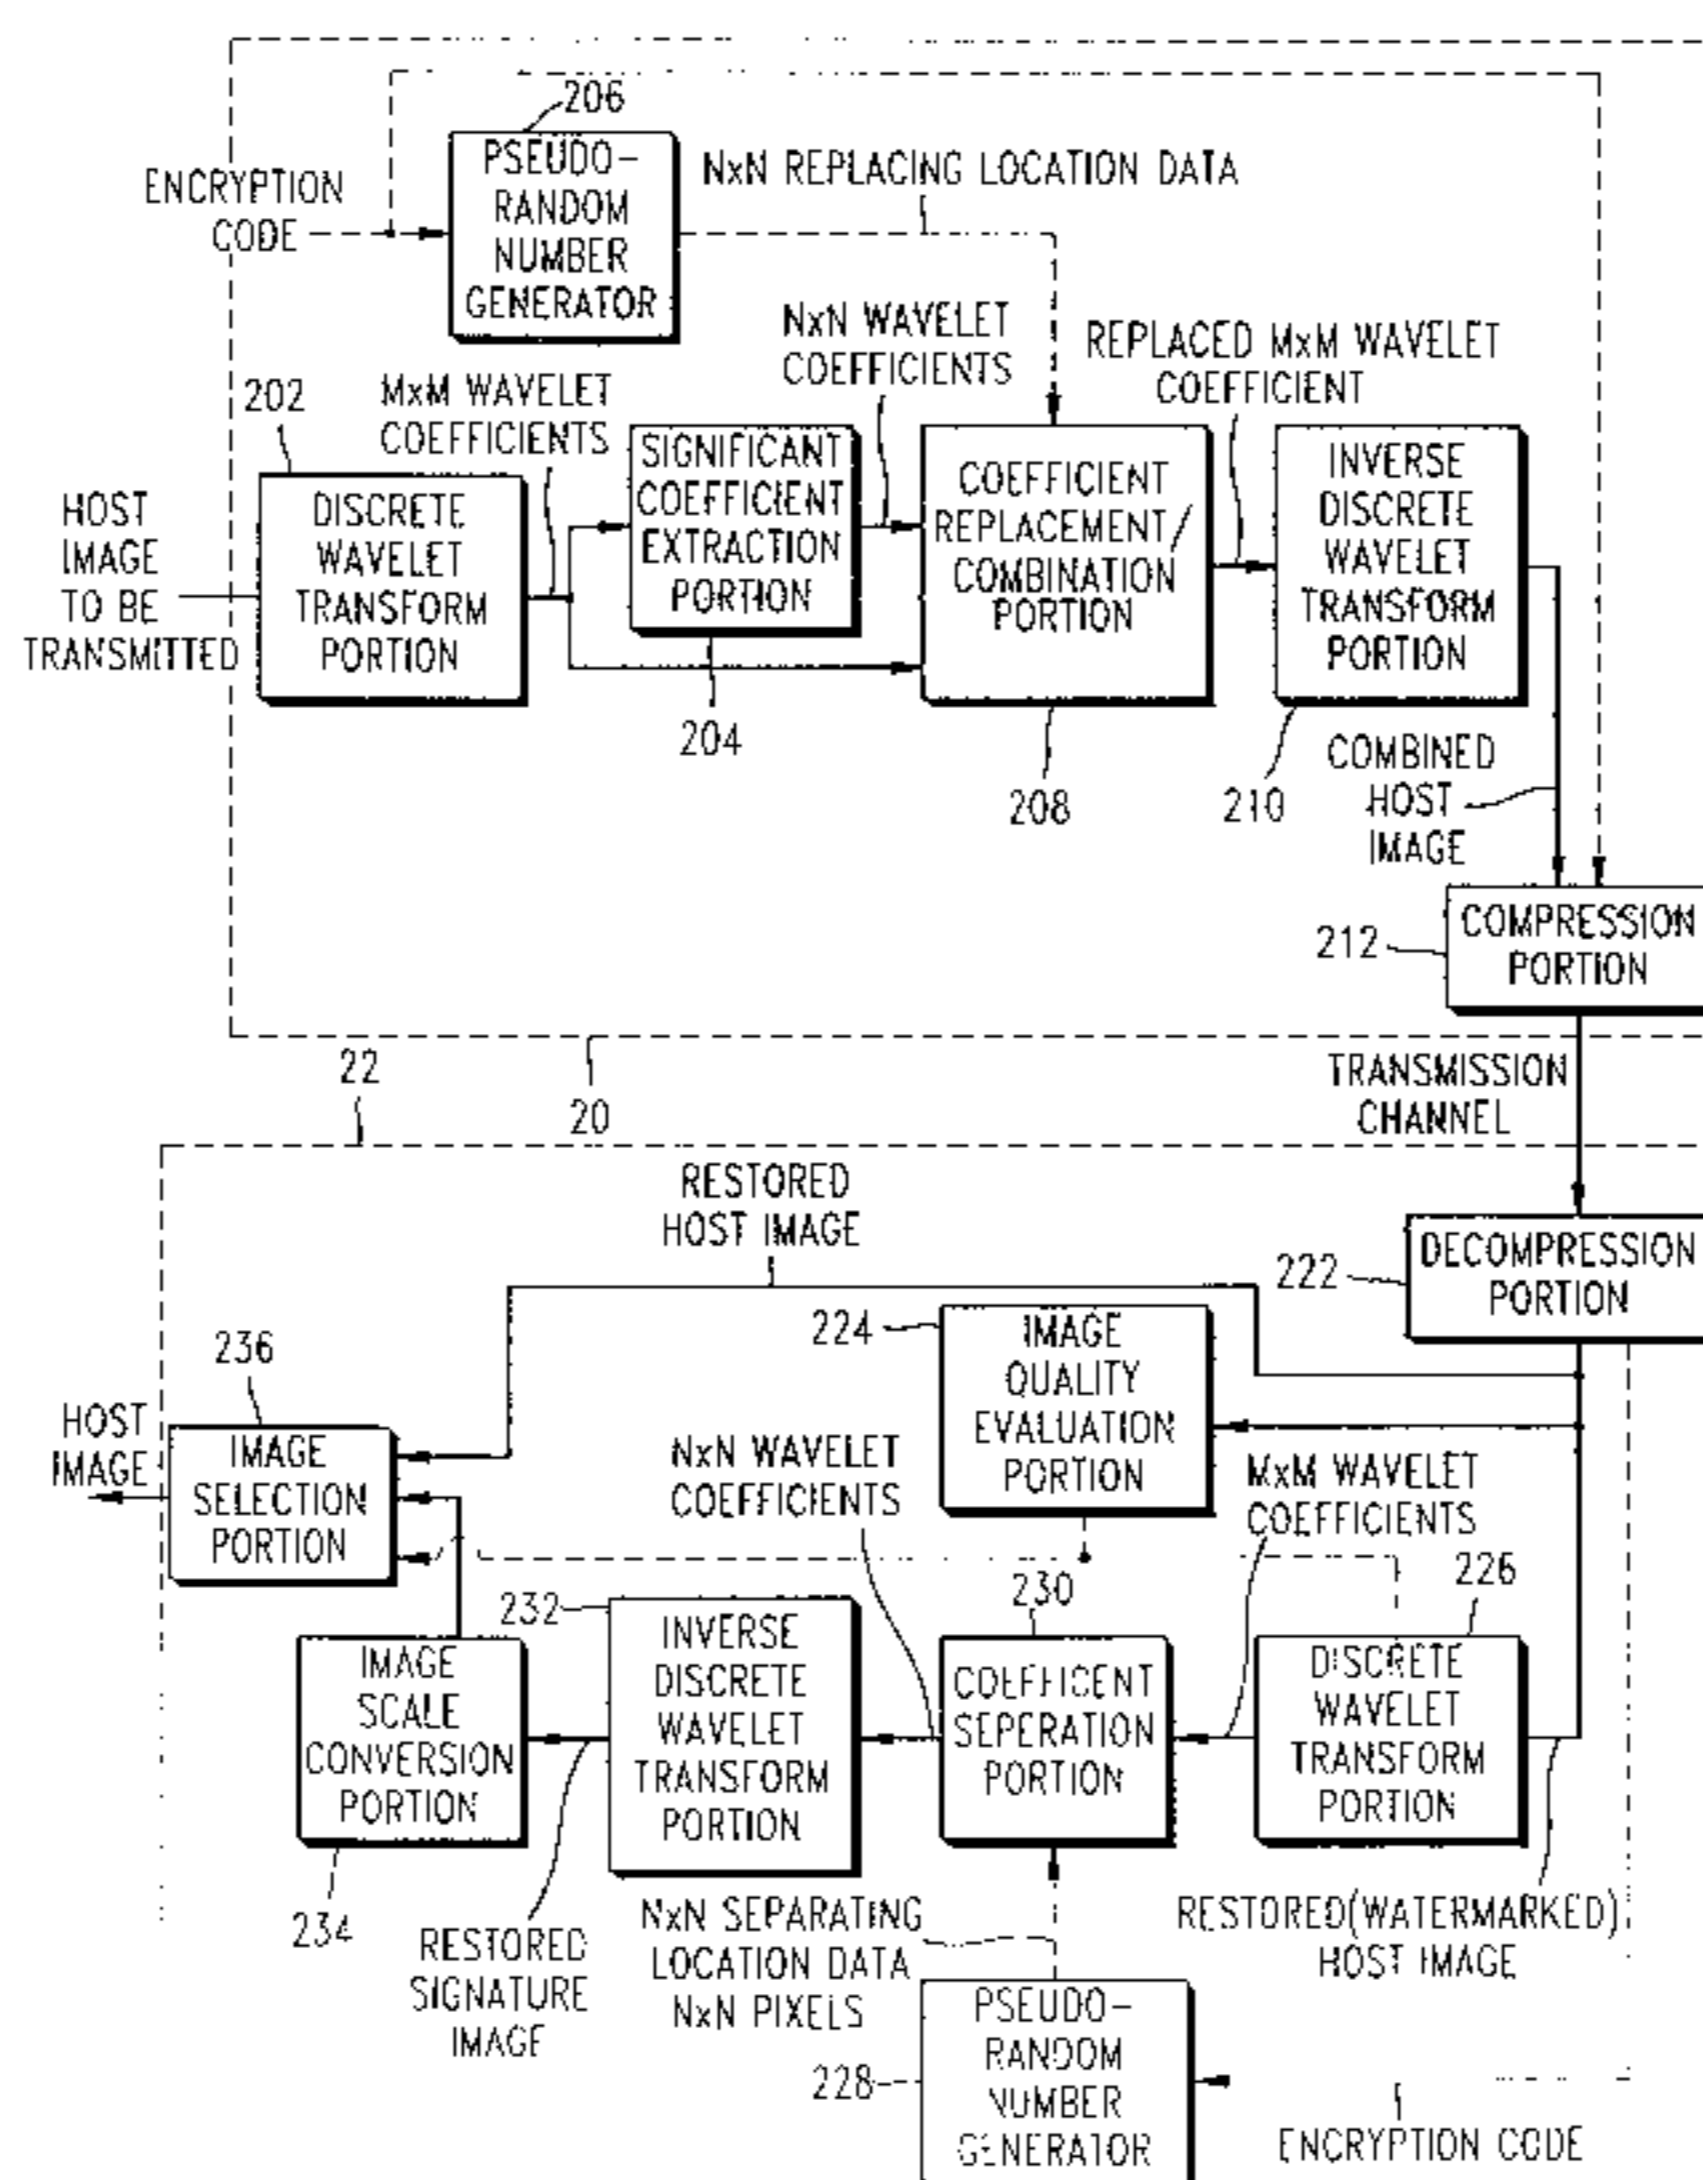 206
ENCRYPTION
CODE
PSEUDO-
RANDOM
NUMBER
GENERATOR
NxN REPLACING LOCATION DATA
202
MxM WAVELET
COEFFICIENTS
NxN WAVELET
COEFFICIENTS
REPLACED MxM WAVELET
COEFFICIENT
HOST
IMAGE
TO BE
TRANSMITTED
DISCRETE
WAVELET
TRANSFORM
PORTION
SIGNIFICANT
COEFFICIENT
EXTRACTION
PORTION
204
COEFFICIENT
REPLACEMENT/
COMBINATION
PORTION
208
INVERSE
DISCRETE
WAVELET
TRANSFORM
PORTION
210
COMBINED
HOST
IMAGE
212
COMPRESSION
PORTION
22
20
TRANSMISSION
CHANNEL
RESTORED
HOST IMAGE
222
DECOMPRESSION
PORTION
224
IMAGE
QUALITY
EVALUATION
PORTION
236
HOST
IMAGE
IMAGE
SELECTION
PORTION
NxN WAVELET
COEFFICIENTS
MxM WAVELET
COEFFICIENTS
226
230
232
IMAGE
SCALE
CONVERSION
PORTION
INVERSE
DISCRETE
WAVELET
TRANSFORM
PORTION
COEFFICENT
SEPERATION
PORTION
DISCRETE
WAVELET
TRANSFORM
PORTION
234
RESTORED
SIGNATURE
IMAGE
NxN SEPARATING
LOCATION DATA
NxN PIXELS
RESTORED(WATERMARKED)
HOST IMAGE
228
PSEUDO-
RANDOM
NUMBER
GENERATOR
ENCRYPTION CODE